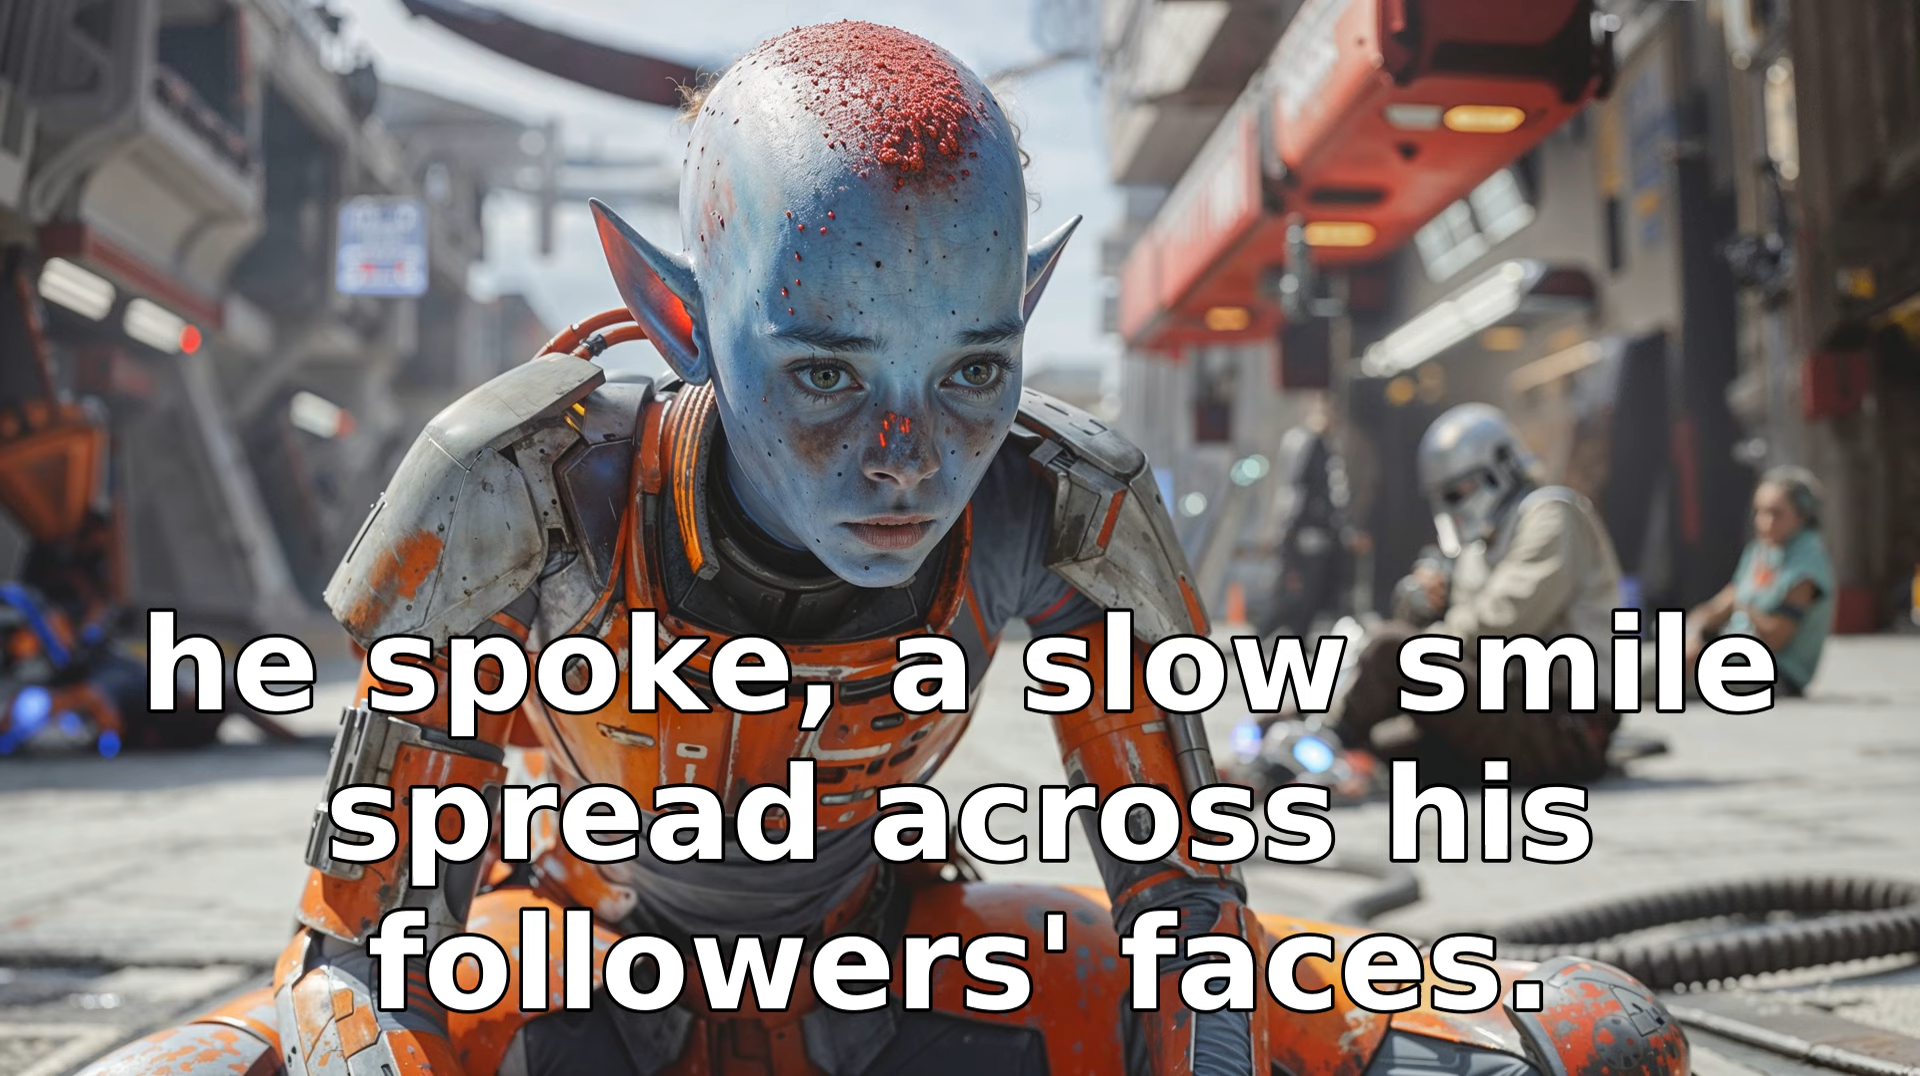 he spoke, a slow smile
spread across his
followers' faces.